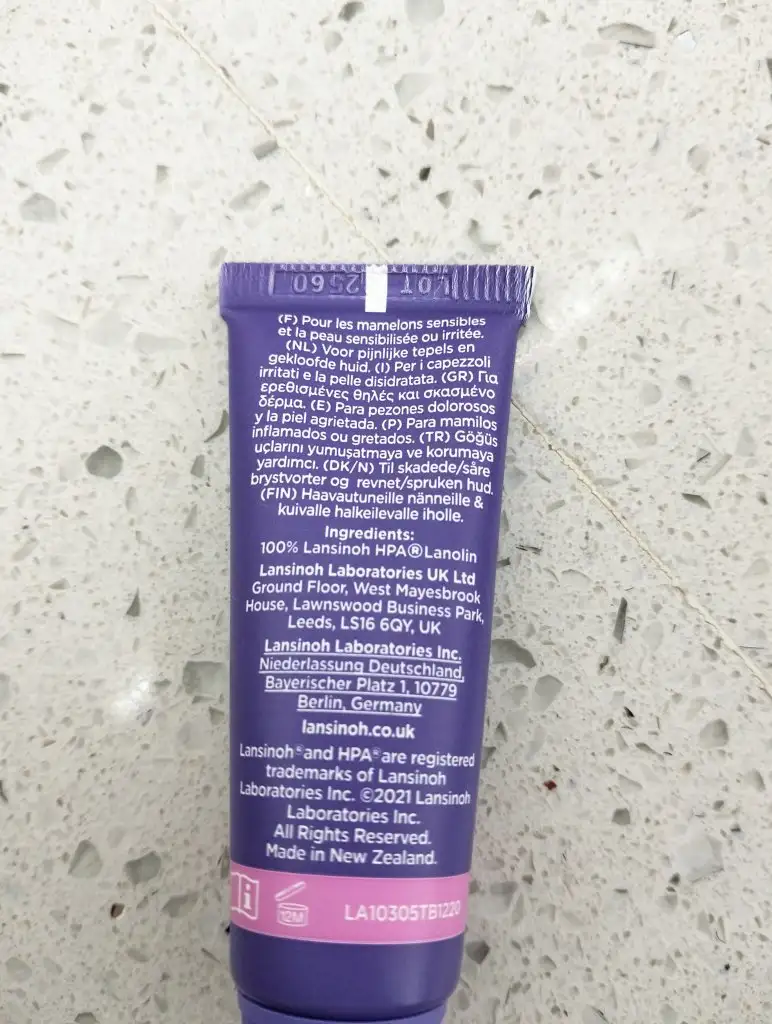 LOT 2560
(F) Pour les mamelons sensibles
et la peau sensibilisée ou irritée.
(NL) Voor pijnlijke tepels en
gekloofde huid. (I) Per i capezzoli
irritati e la pelle disidratata. (GR) Για
ερεθισμένες θηλές και σκασμένο
δέρμα. (E) Para pezones dolorosos
y la piel agrietada. (P) Para mamilos
inflamados ou gretados. (TR) Göğüs
uçlarını yumuşatmaya ve korumaya
yardımcı. (DK/N) Til skadede/såre
brystvorter og revnet/spruken hud.
(FIN) Haavautuneille nänneille &
kuivalle halkeilevalle iholle.
Ingredients:
100% Lansinoh HPA®Lanolin
Lansinoh Laboratories UK Ltd
Ground Floor, West Mayesbrook
House, Lawnswood Business Park,
Leeds, LS16 6QY, UK
Lansinoh Laboratories Inc.
Niederlassung Deutschland,
Bayerischer Platz 1, 10779
Berlin, Germany
lansinoh.co.uk
Lansinoh® and HPA® are registered
trademarks of Lansinoh
Laboratories Inc. ©2021 Lansinoh
Laboratories Inc.
All Rights Reserved.
Made in New Zealand.
i 12M LA10305TB1220